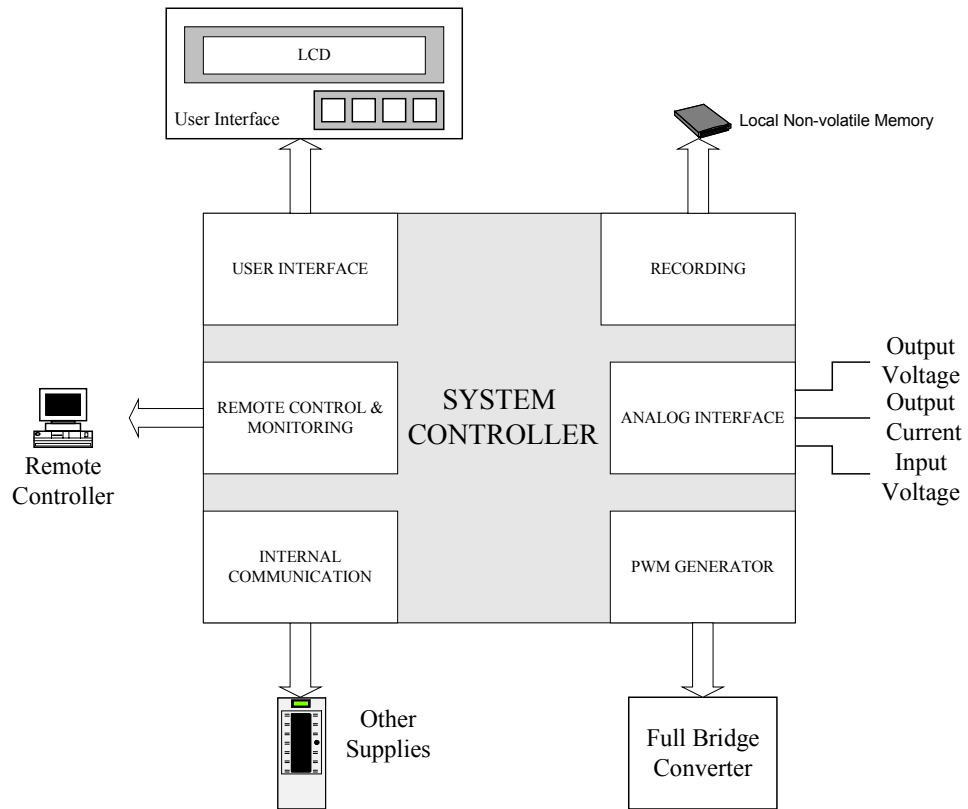 LCD
User Interface
Local Non-volatile Memory
USER INTERFACE
RECORDING
Output
Voltage
REMOTE CONTROL &
MONITORING
SYSTEM
CONTROLLER
ANALOG INTERFACE
Output
Current
Input
Voltage
Remote
Controller
INTERNAL
COMMUNICATION
PWM GENERATOR
Other
Supplies
Full Bridge
Converter